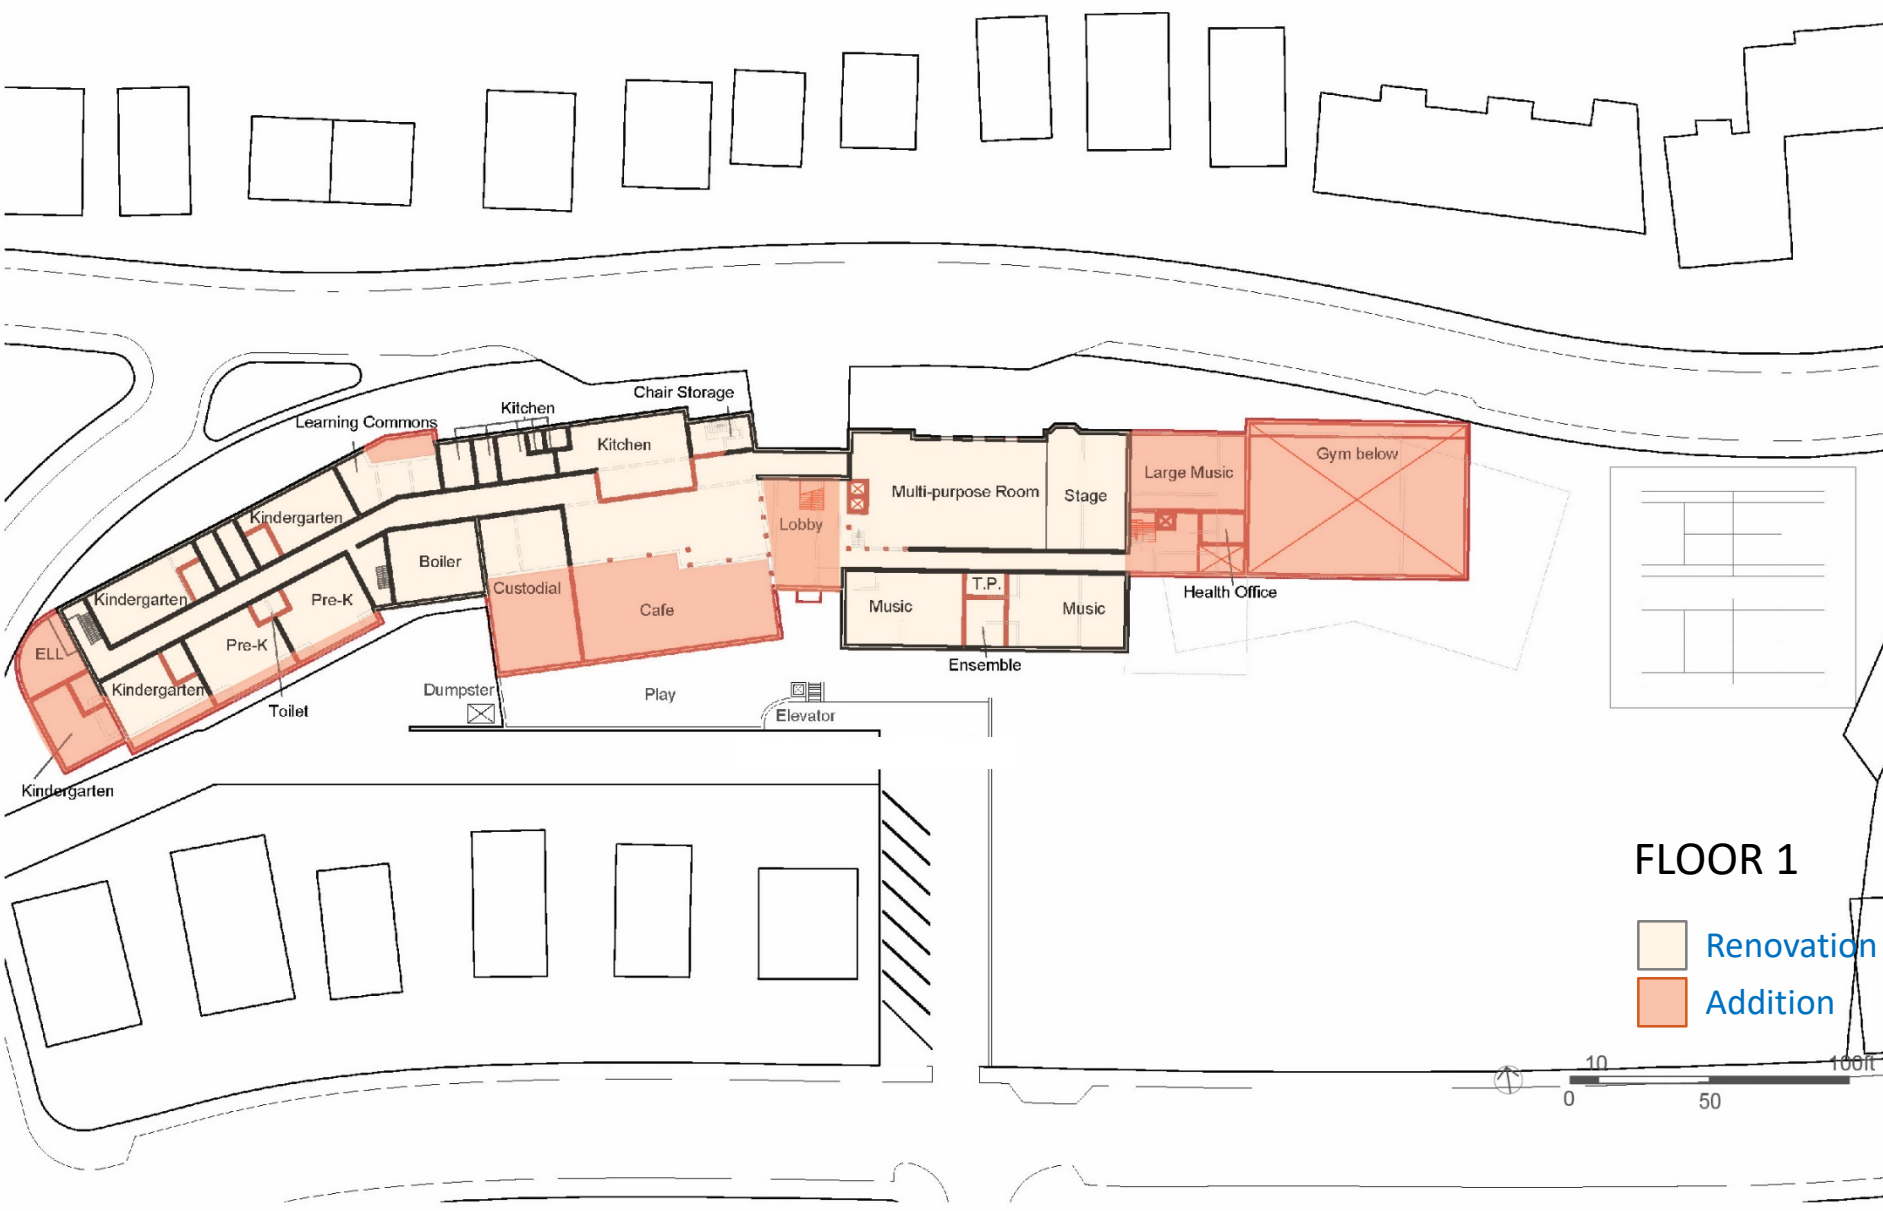 Chair Storage
Kitchen
Learning Commons
Kitchen
Gym below
Large Music
Multi-purpose Room
Stage
Kindergarten
Lobby
Boiler
Custodial
T.P.
Health Office
Kindergarten
Pre-K
Cafe
Music
Music
ELL
Pre-K
Ensemble
Kindergarten
Dumpster
Play
Toilet
Elevator
Kindergarten
FLOOR 1
Renovation
Addition
10
100ft
0
50